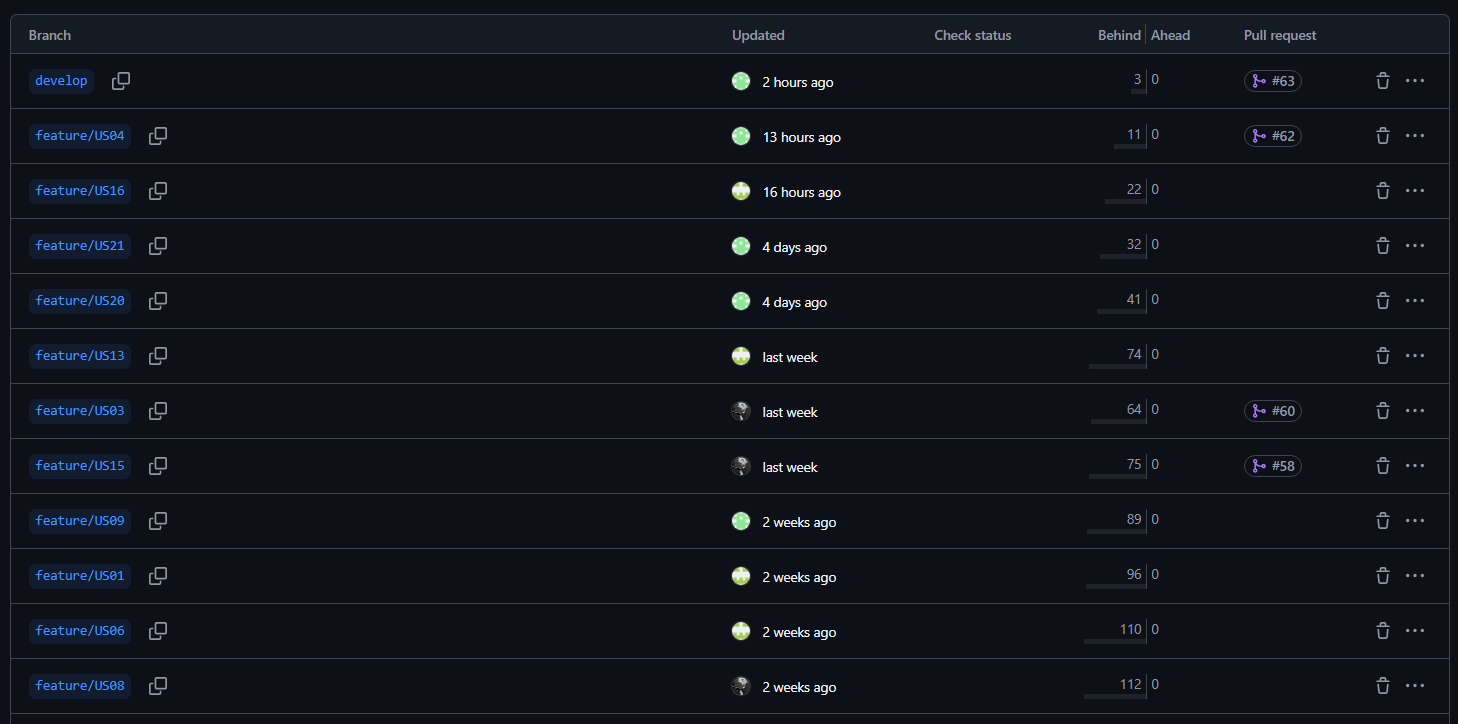 Branch Updated Check status Behind Ahead Pull request
develop 2 hours ago 3 0 #63
feature/US04 13 hours ago 11 0 #62
feature/US16 16 hours ago 22 0
feature/US21 4 days ago 32 0
feature/US20 4 days ago 41 0
feature/US13 last week 74 0
feature/US03 last week 64 0 #60
feature/US15 last week 75 0 #58
feature/US09 2 weeks ago 89 0
feature/US01 2 weeks ago 96 0
feature/US06 2 weeks ago 110 0
feature/US08 2 weeks ago 112 0